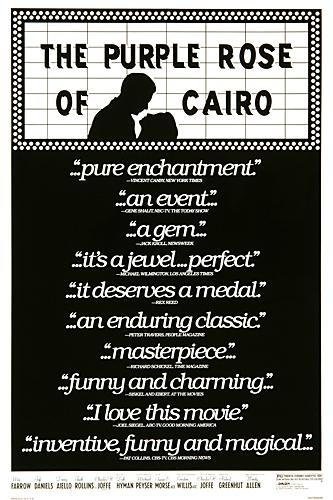 THE PURPLE ROSE
OF CAIRO
"...pure enchantment."
—VINCENT CANBY, NEW YORK TIMES
"...an event..."
—GENE SHALIT, NBC-TV, THE TODAY SHOW
"...a gem..."
—JACK KROLL, NEWSWEEK
"...it's a jewel...perfect."
—MICHAEL WILMINGTON, LOS ANGELES TIMES
"...it deserves a medal."
—REX REED
"...an enduring classic."
—PETER TRAVERS, PEOPLE MAGAZINE
"...masterpiece..."
—RICHARD SCHICKEL, TIME MAGAZINE
"...funny and charming..."
—SISKEL AND EBERT, AT THE MOVIES
"...I love this movie."
—JOEL SIEGEL, ABC-TV, GOOD MORNING AMERICA
"...inventive, funny and magical..."
—PAT COLLINS, CBS-TV, CBS MORNING NEWS
FARROW DANIELS AIELLO ROLLINS JOFFE HYMAN PEYSER MORSE WILLIS ROFFE GREENHUT ALLEN